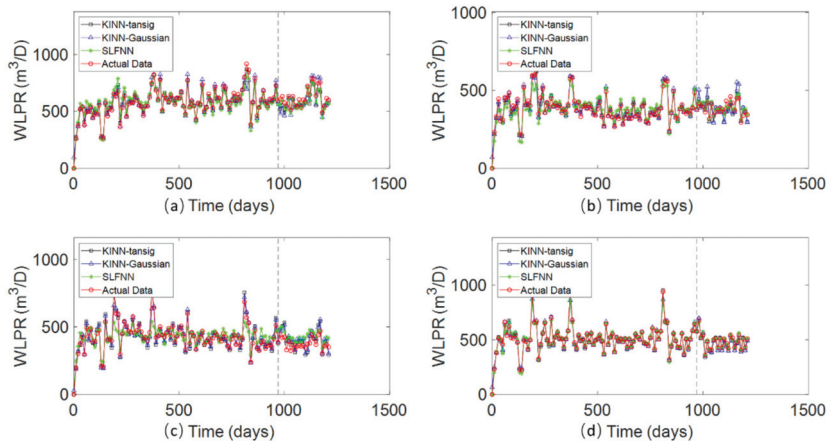 KINN-tansig
KINN-Gaussian
SLFNN
Actual Data
WLPR (m³/D)
1000
500
0
0
500
1000
1500
(a) Time (days)
KINN-tansig
KINN-Gaussian
SLFNN
Actual Data
WLPR (m³/D)
1000
500
0
0
500
1000
1500
(b) Time (days)
KINN-tansig
KINN-Gaussian
SLFNN
Actual Data
WLPR (m³/D)
1000
500
0
0
500
1000
1500
(c) Time (days)
KINN-tansig
KINN-Gaussian
SLFNN
Actual Data
WLPR (m³/D)
1000
500
0
0
500
1000
1500
(d) Time (days)